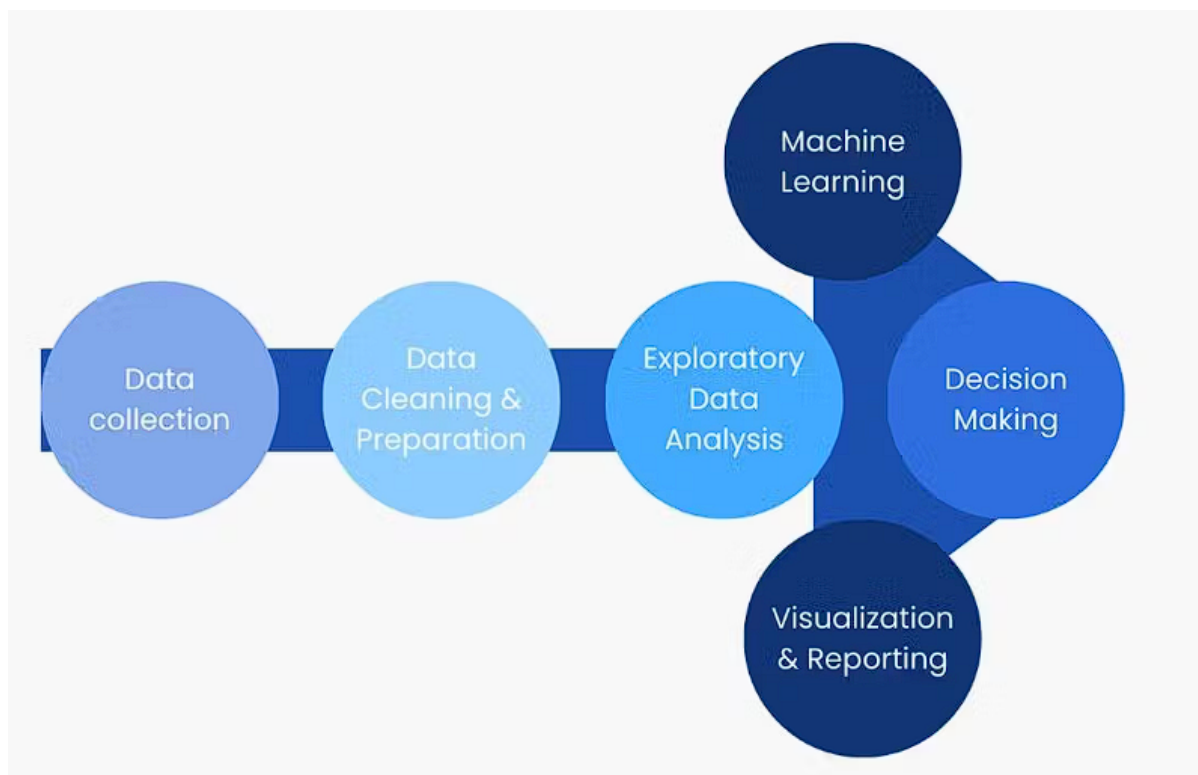 Machine
Learning
Data
collection
Data
Cleaning &
Preparation
Exploratory
Data
Analysis
Decision
Making
Visualization
& Reporting